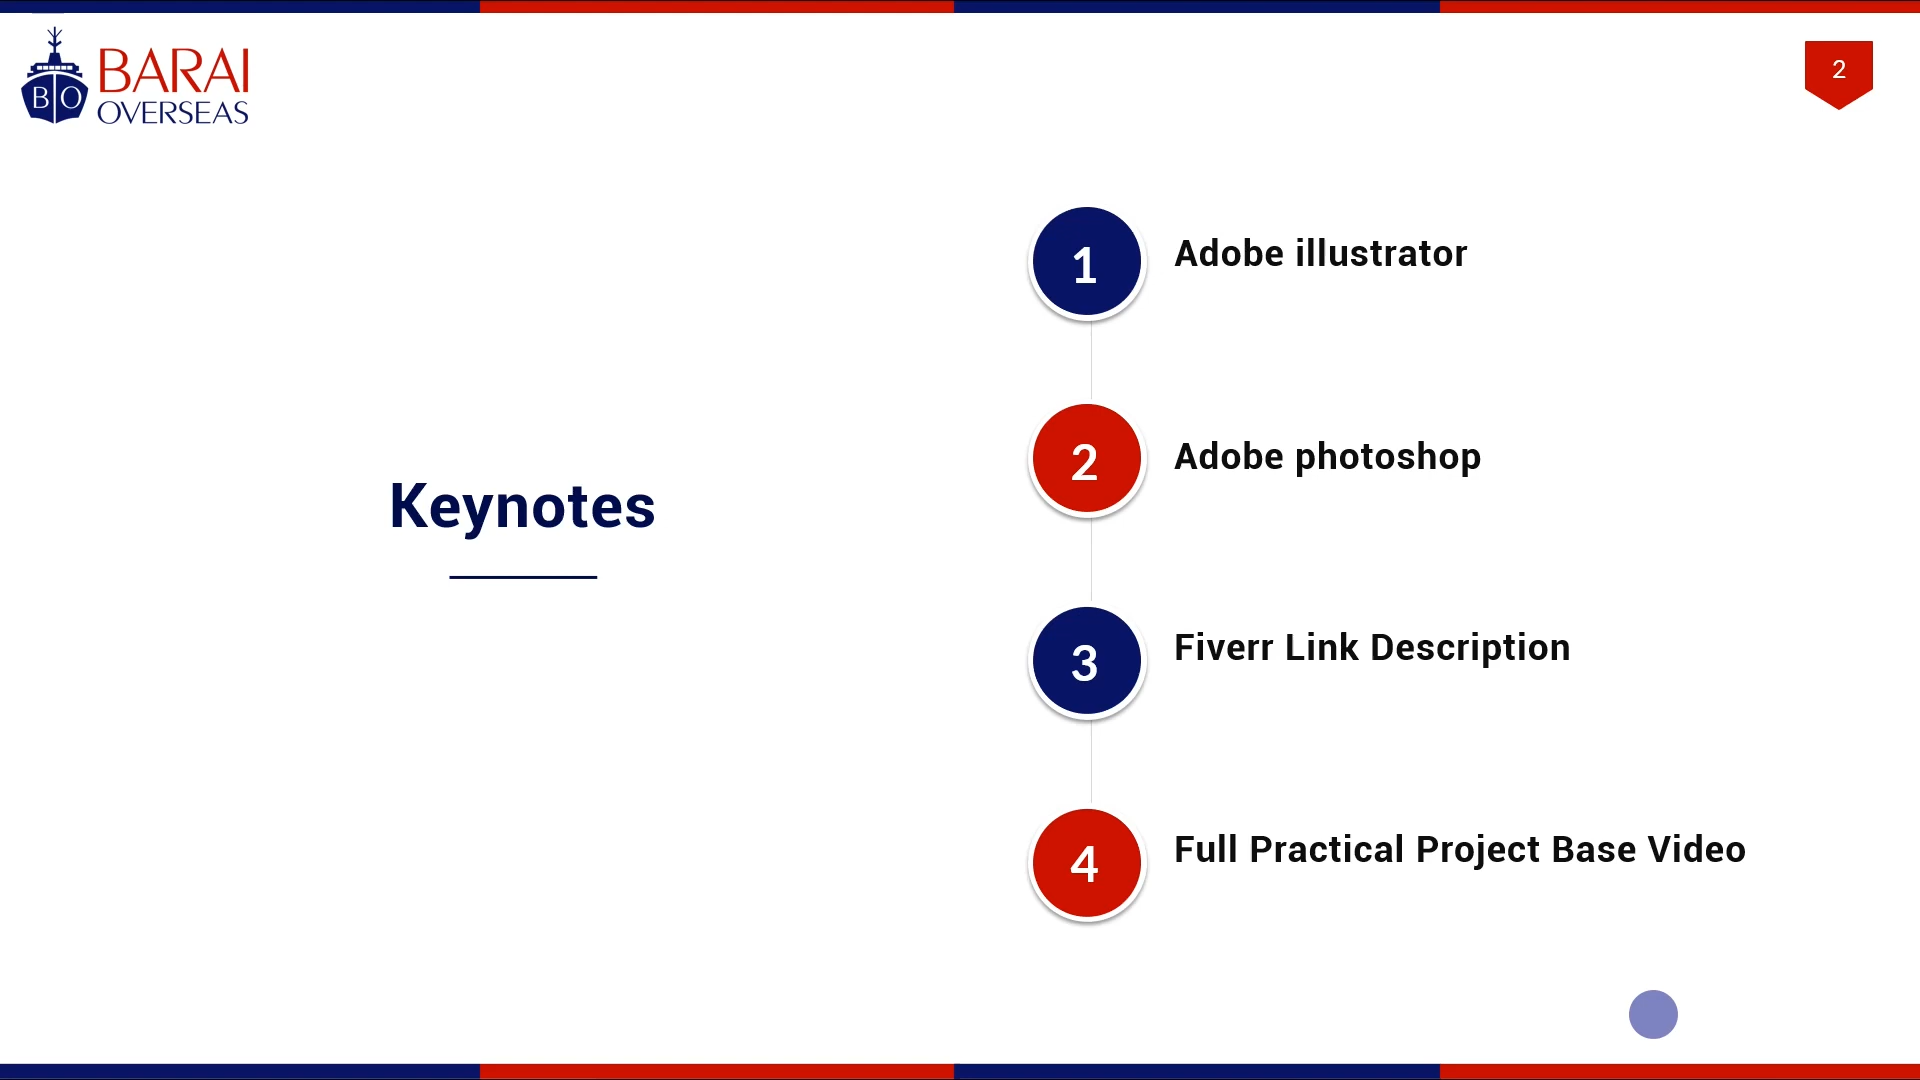 BO
BARAI
OVERSEAS
2
Keynotes
1
Adobe illustrator
2
Adobe photoshop
3
Fiverr Link Description
4
Full Practical Project Base Video